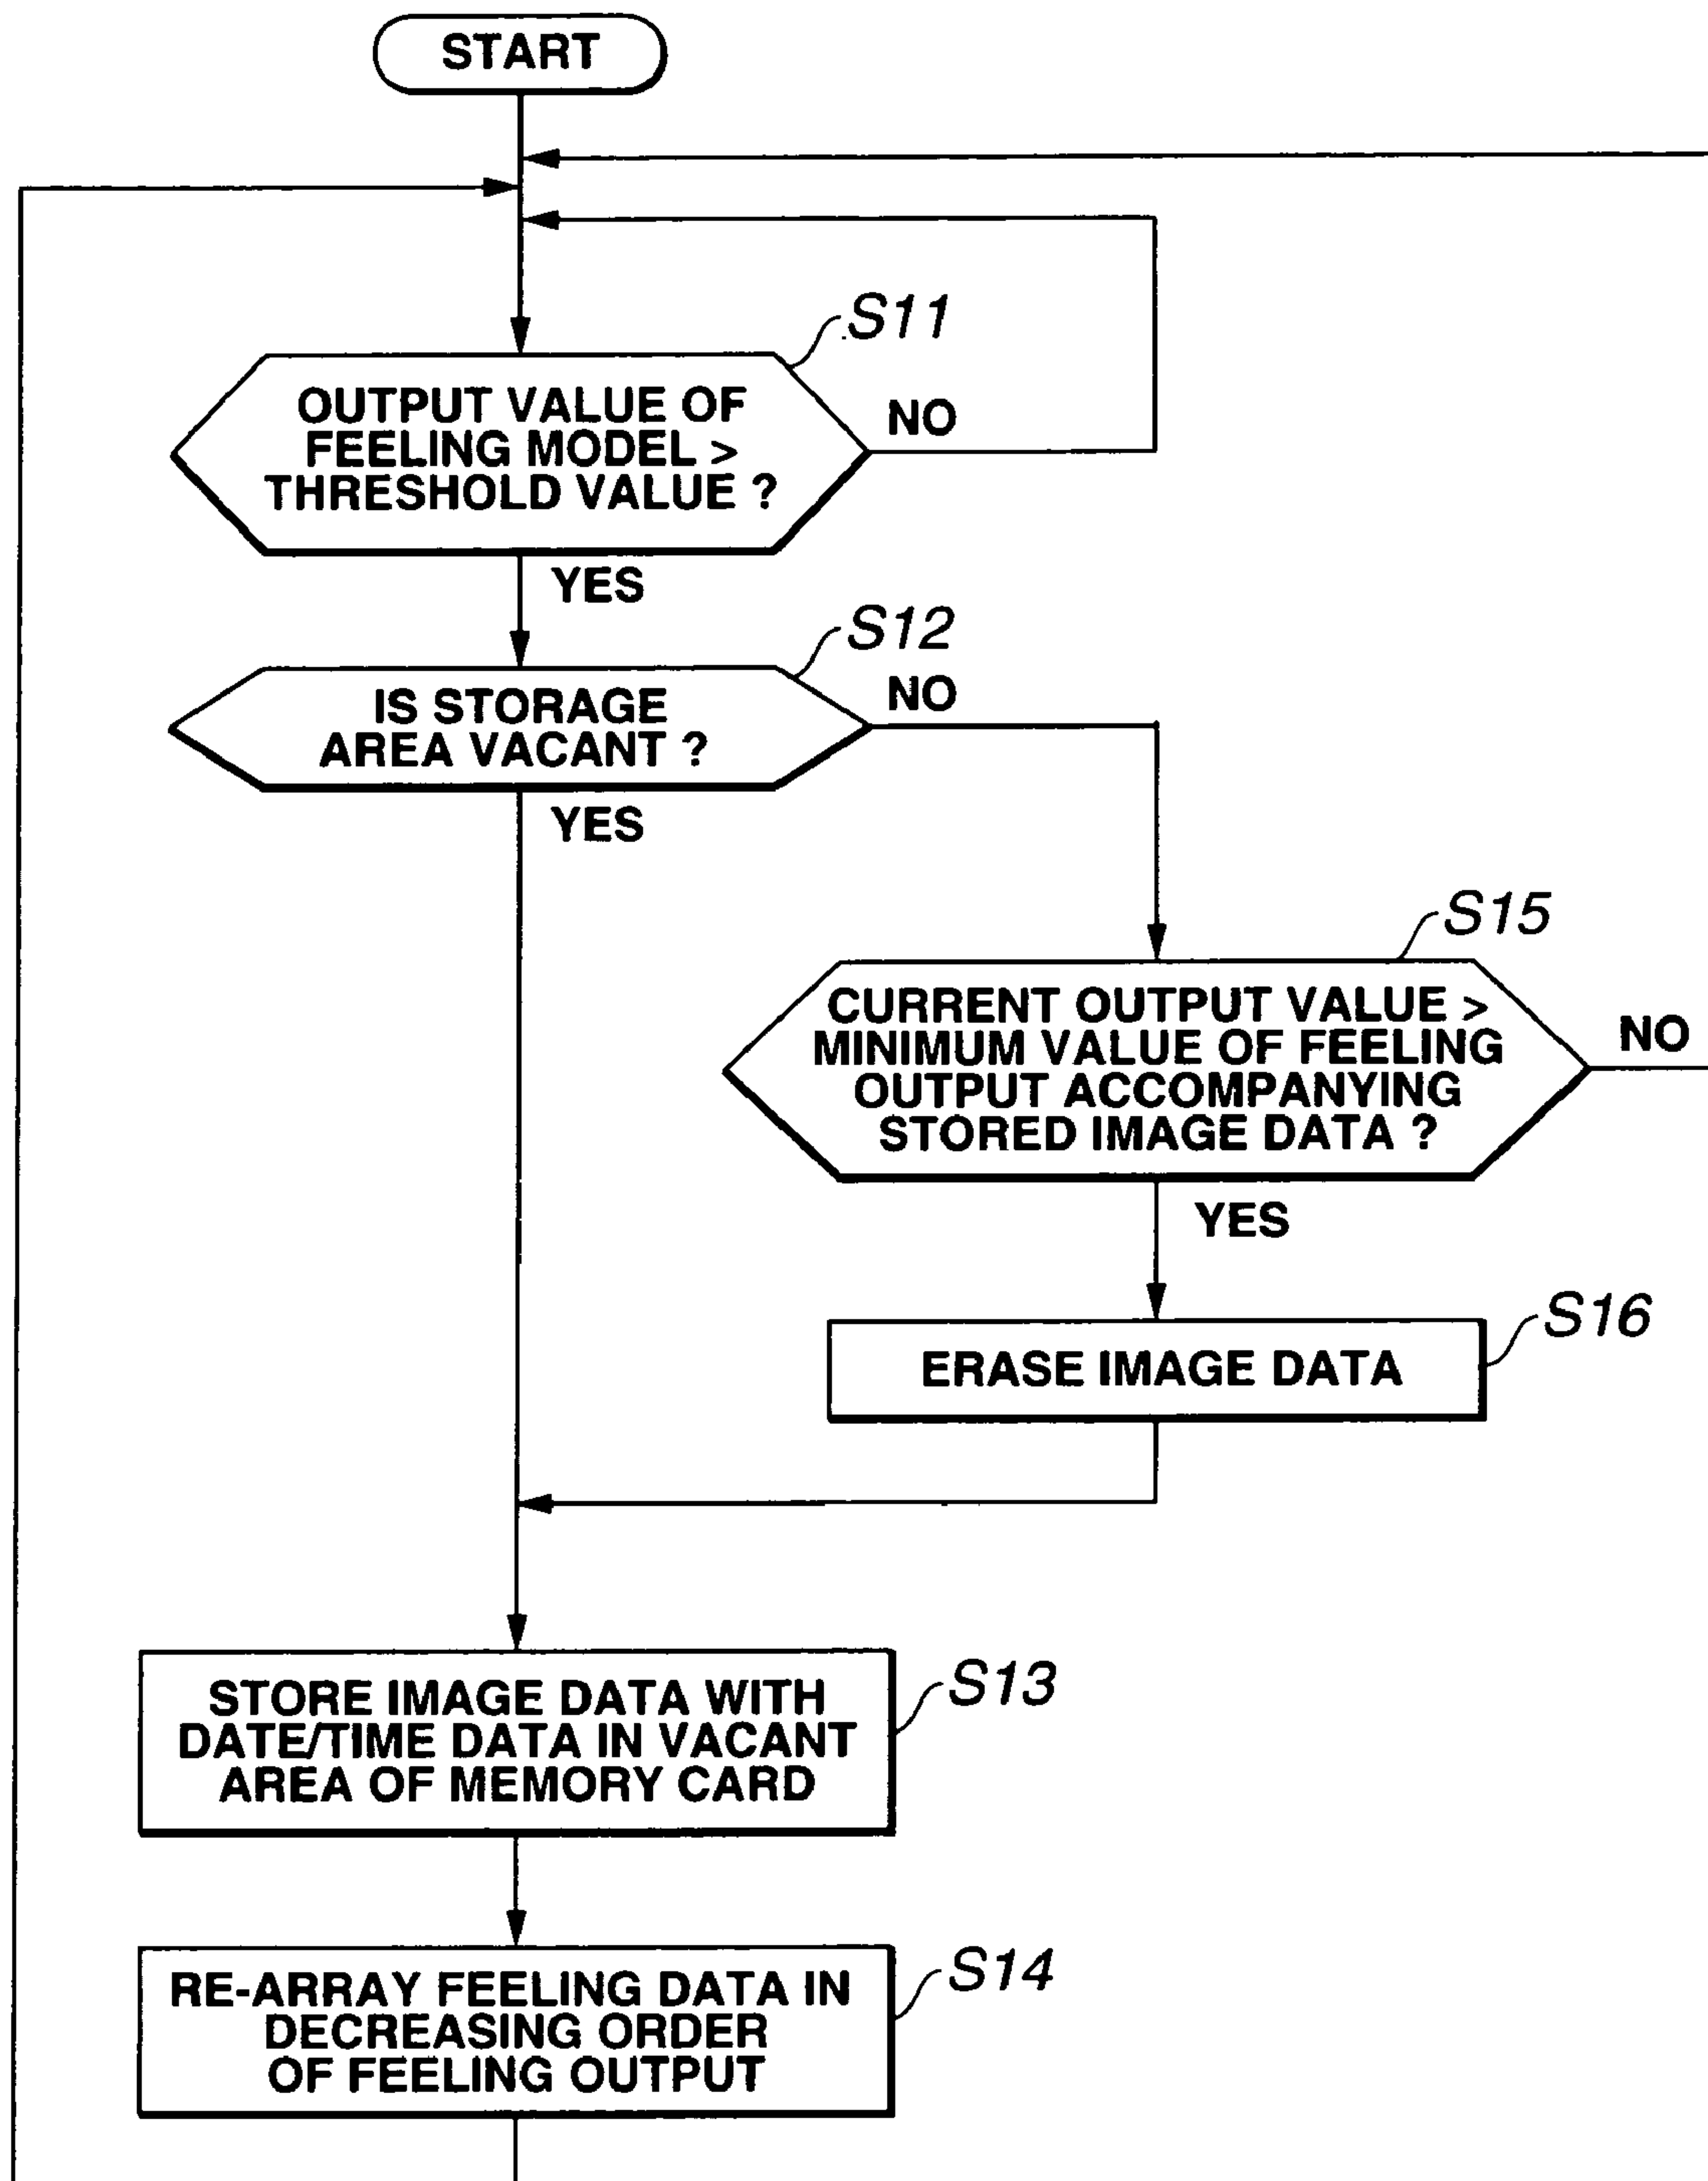 START
S11
OUTPUT VALUE OF
FEELING MODEL >
THRESHOLD VALUE ?
NO
YES
S12
IS STORAGE
AREA VACANT ?
NO
YES
S15
CURRENT OUTPUT VALUE >
MINIMUM VALUE OF FEELING
OUTPUT ACCOMPANYING
STORED IMAGE DATA ?
NO
YES
S16
ERASE IMAGE DATA
S13
STORE IMAGE DATA WITH
DATE/TIME DATA IN VACANT
AREA OF MEMORY CARD
S14
RE-ARRAY FEELING DATA IN
DECREASING ORDER
OF FEELING OUTPUT